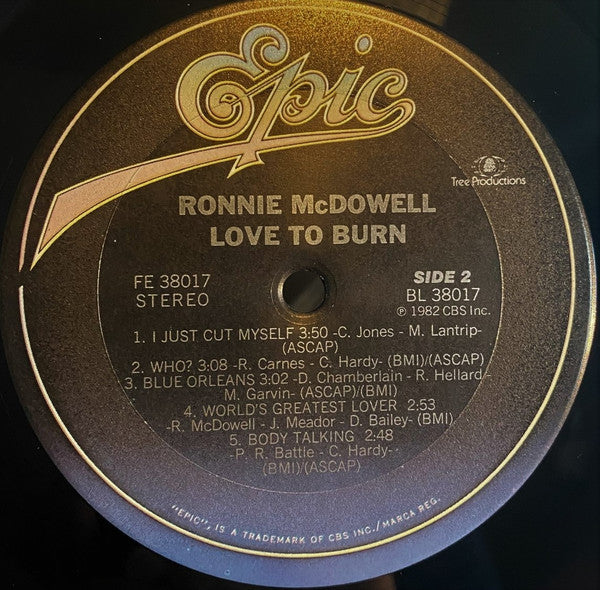 Epic
Tree Productions
RONNIE McDOWELL
LOVE TO BURN
FE 38017
STEREO
SIDE 2
BL 38017
℗ 1982 CBS Inc.
1. I JUST CUT MYSELF 3:50 -C. Jones - M. Lantrip-
(ASCAP)
2. WHO? 3:08 -R. Carnes - C. Hardy- (BMI)/(ASCAP)
3. BLUE ORLEANS 3:02 -D. Chamberlain - R. Hellard-
M. Garvin- (ASCAP)/(BMI)
4. WORLD'S GREATEST LOVER 2:53
-R. McDowell - J. Meador - D. Bailey- (BMI)
5. BODY TALKING 2:48
-P. R. Battle - C. Hardy-
(BMI)/(ASCAP)
"EPIC", IS A TRADEMARK OF CBS INC./MARCA REG.